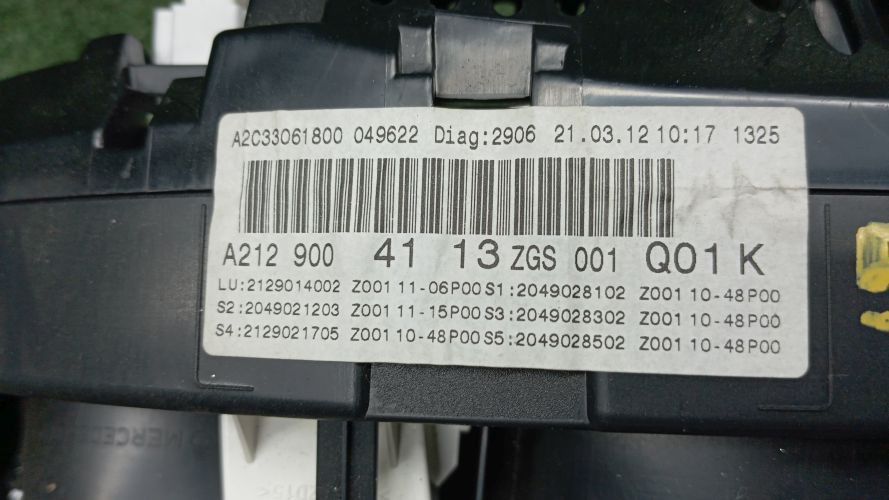 A2C33061800 049622 Diag:2906 21.03.12 10:17 1325
A212 900 41 13 ZGS 001 Q01 K
LU:2129014002 Z001 11-06P00 S1:2049028102 Z001 10-48P00
S2:2049021203 Z001 11-15P00 S3:2049028302 Z001 10-48P00
S4:2129021705 Z001 10-48P00 S5:2049028502 Z001 10-48P00